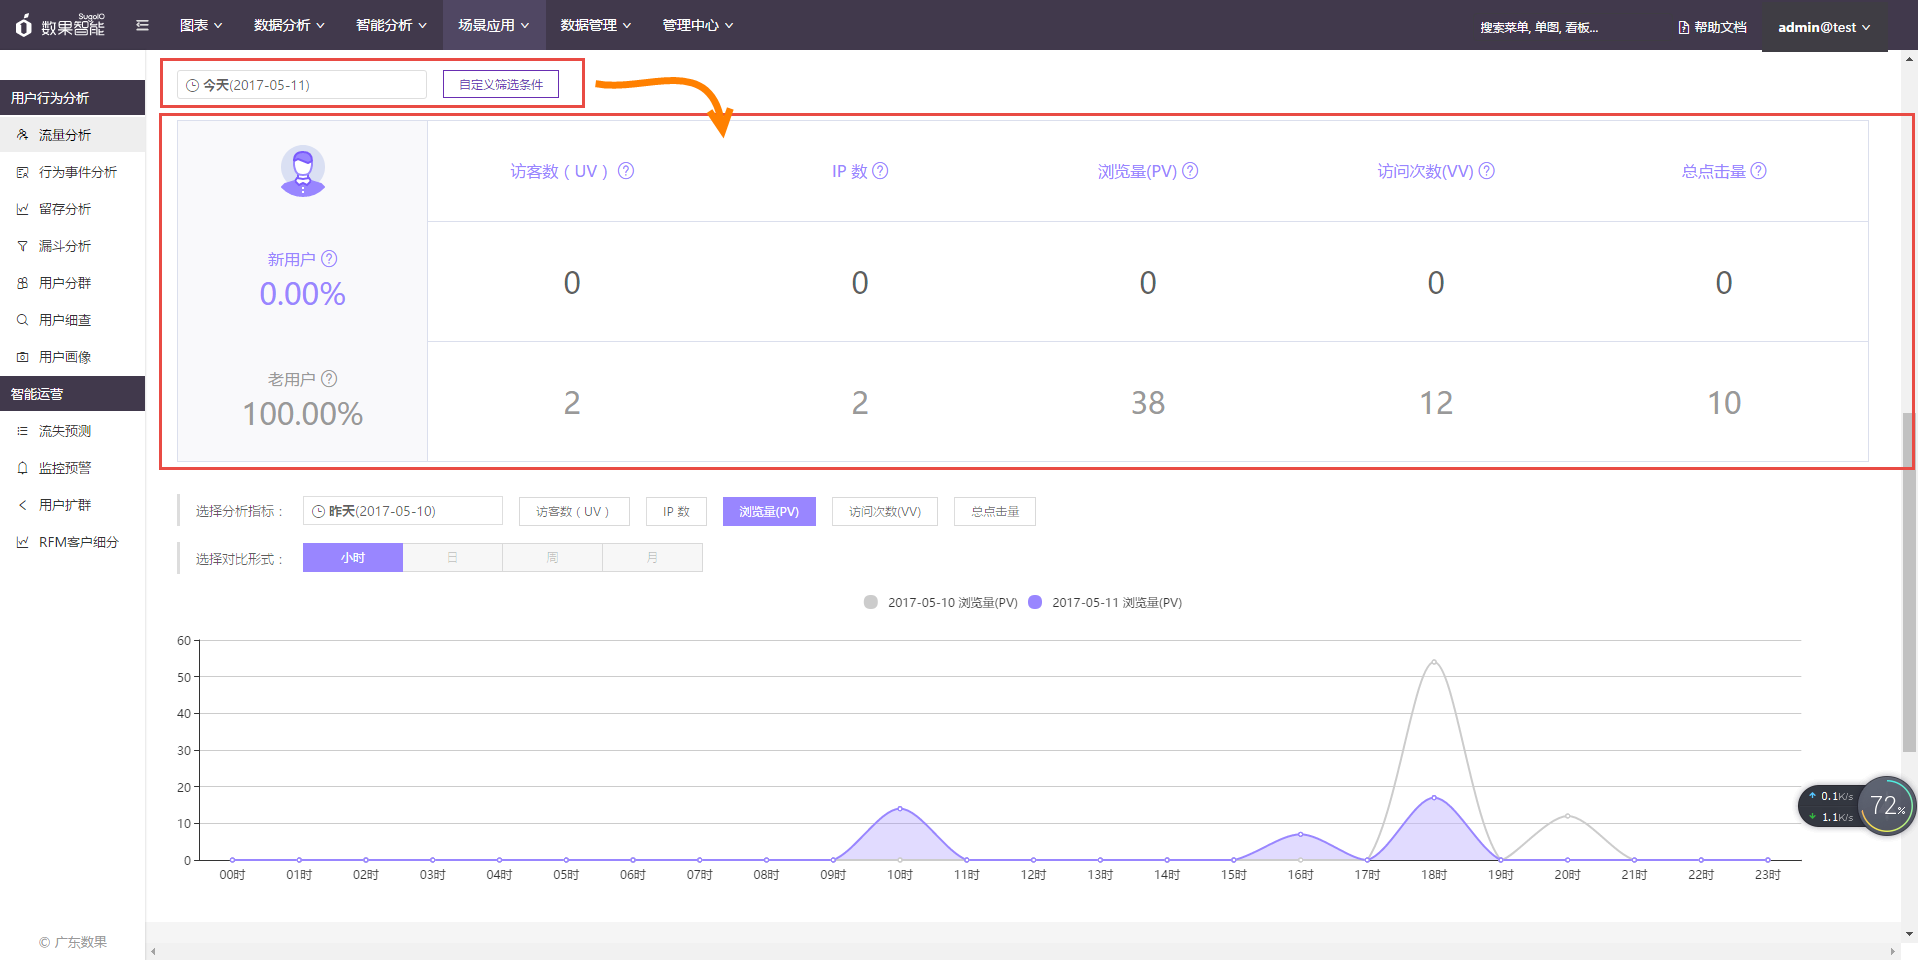 SugoIO
数果智能
图表
数据分析
智能分析
场景应用
数据管理
管理中心
搜索菜单, 单图, 看板...
帮助文档
admin@test
用户行为分析
流量分析
行为事件分析
留存分析
漏斗分析
用户分群
用户细查
用户画像
智能运营
流失预测
监控预警
用户扩群
RFM客户细分
© 广东数果
今天(2017-05-11)
自定义筛选条件
访客数 ( UV )
IP 数
浏览量(PV)
访问次数(VV)
总点击量
新用户
0.00%
0
0
0
0
0
老用户
100.00%
2
2
38
12
10
选择分析指标：
昨天(2017-05-10)
访客数 ( UV )
IP 数
浏览量(PV)
访问次数(VV)
总点击量
选择对比形式：
小时
日
周
月
2017-05-10 浏览量(PV)
2017-05-11 浏览量(PV)
60
50
40
30
20
10
0
00时
01时
02时
03时
04时
05时
06时
07时
08时
09时
10时
11时
12时
13时
14时
15时
16时
17时
18时
19时
20时
21时
22时
23时
0.1K/s
1.1K/s
72%